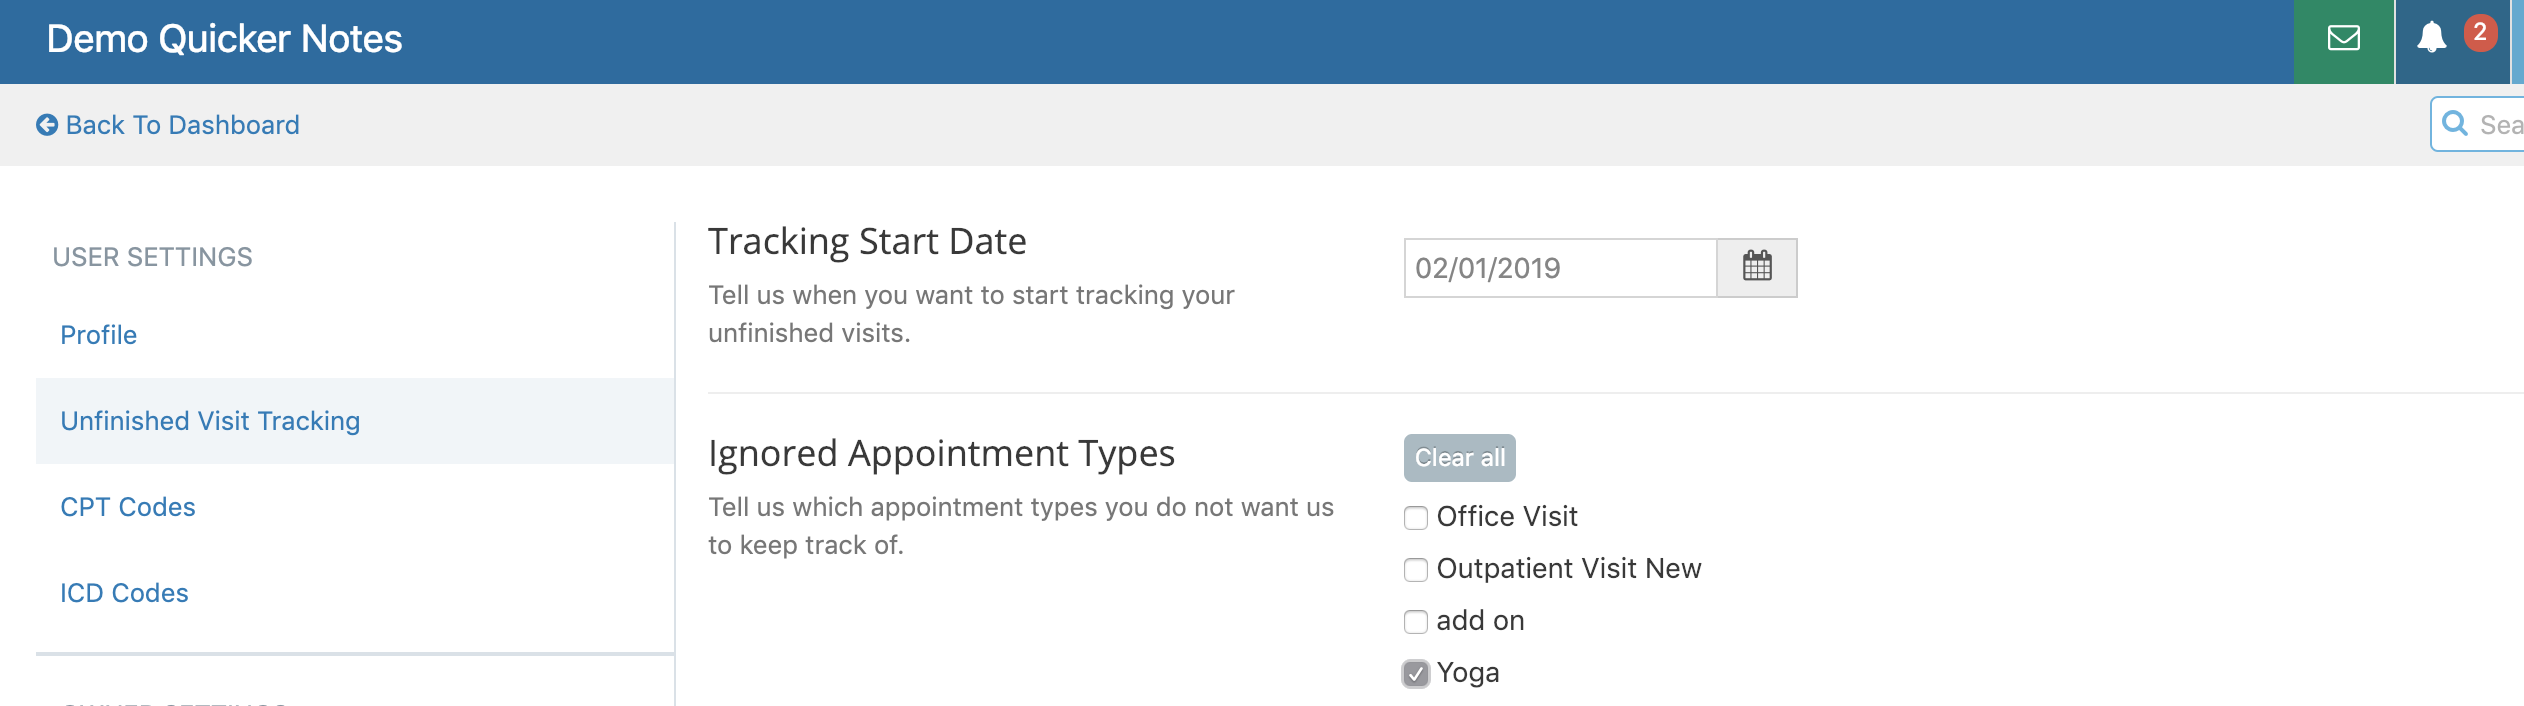 Demo Quicker Notes
2
Back To Dashboard
Sea
USER SETTINGS
Profile
Unfinished Visit Tracking
CPT Codes
ICD Codes
Tracking Start Date
Tell us when you want to start tracking your
unfinished visits.
02/01/2019
Ignored Appointment Types
Tell us which appointment types you do not want us
to keep track of.
Clear all
Office Visit
Outpatient Visit New
add on
Yoga